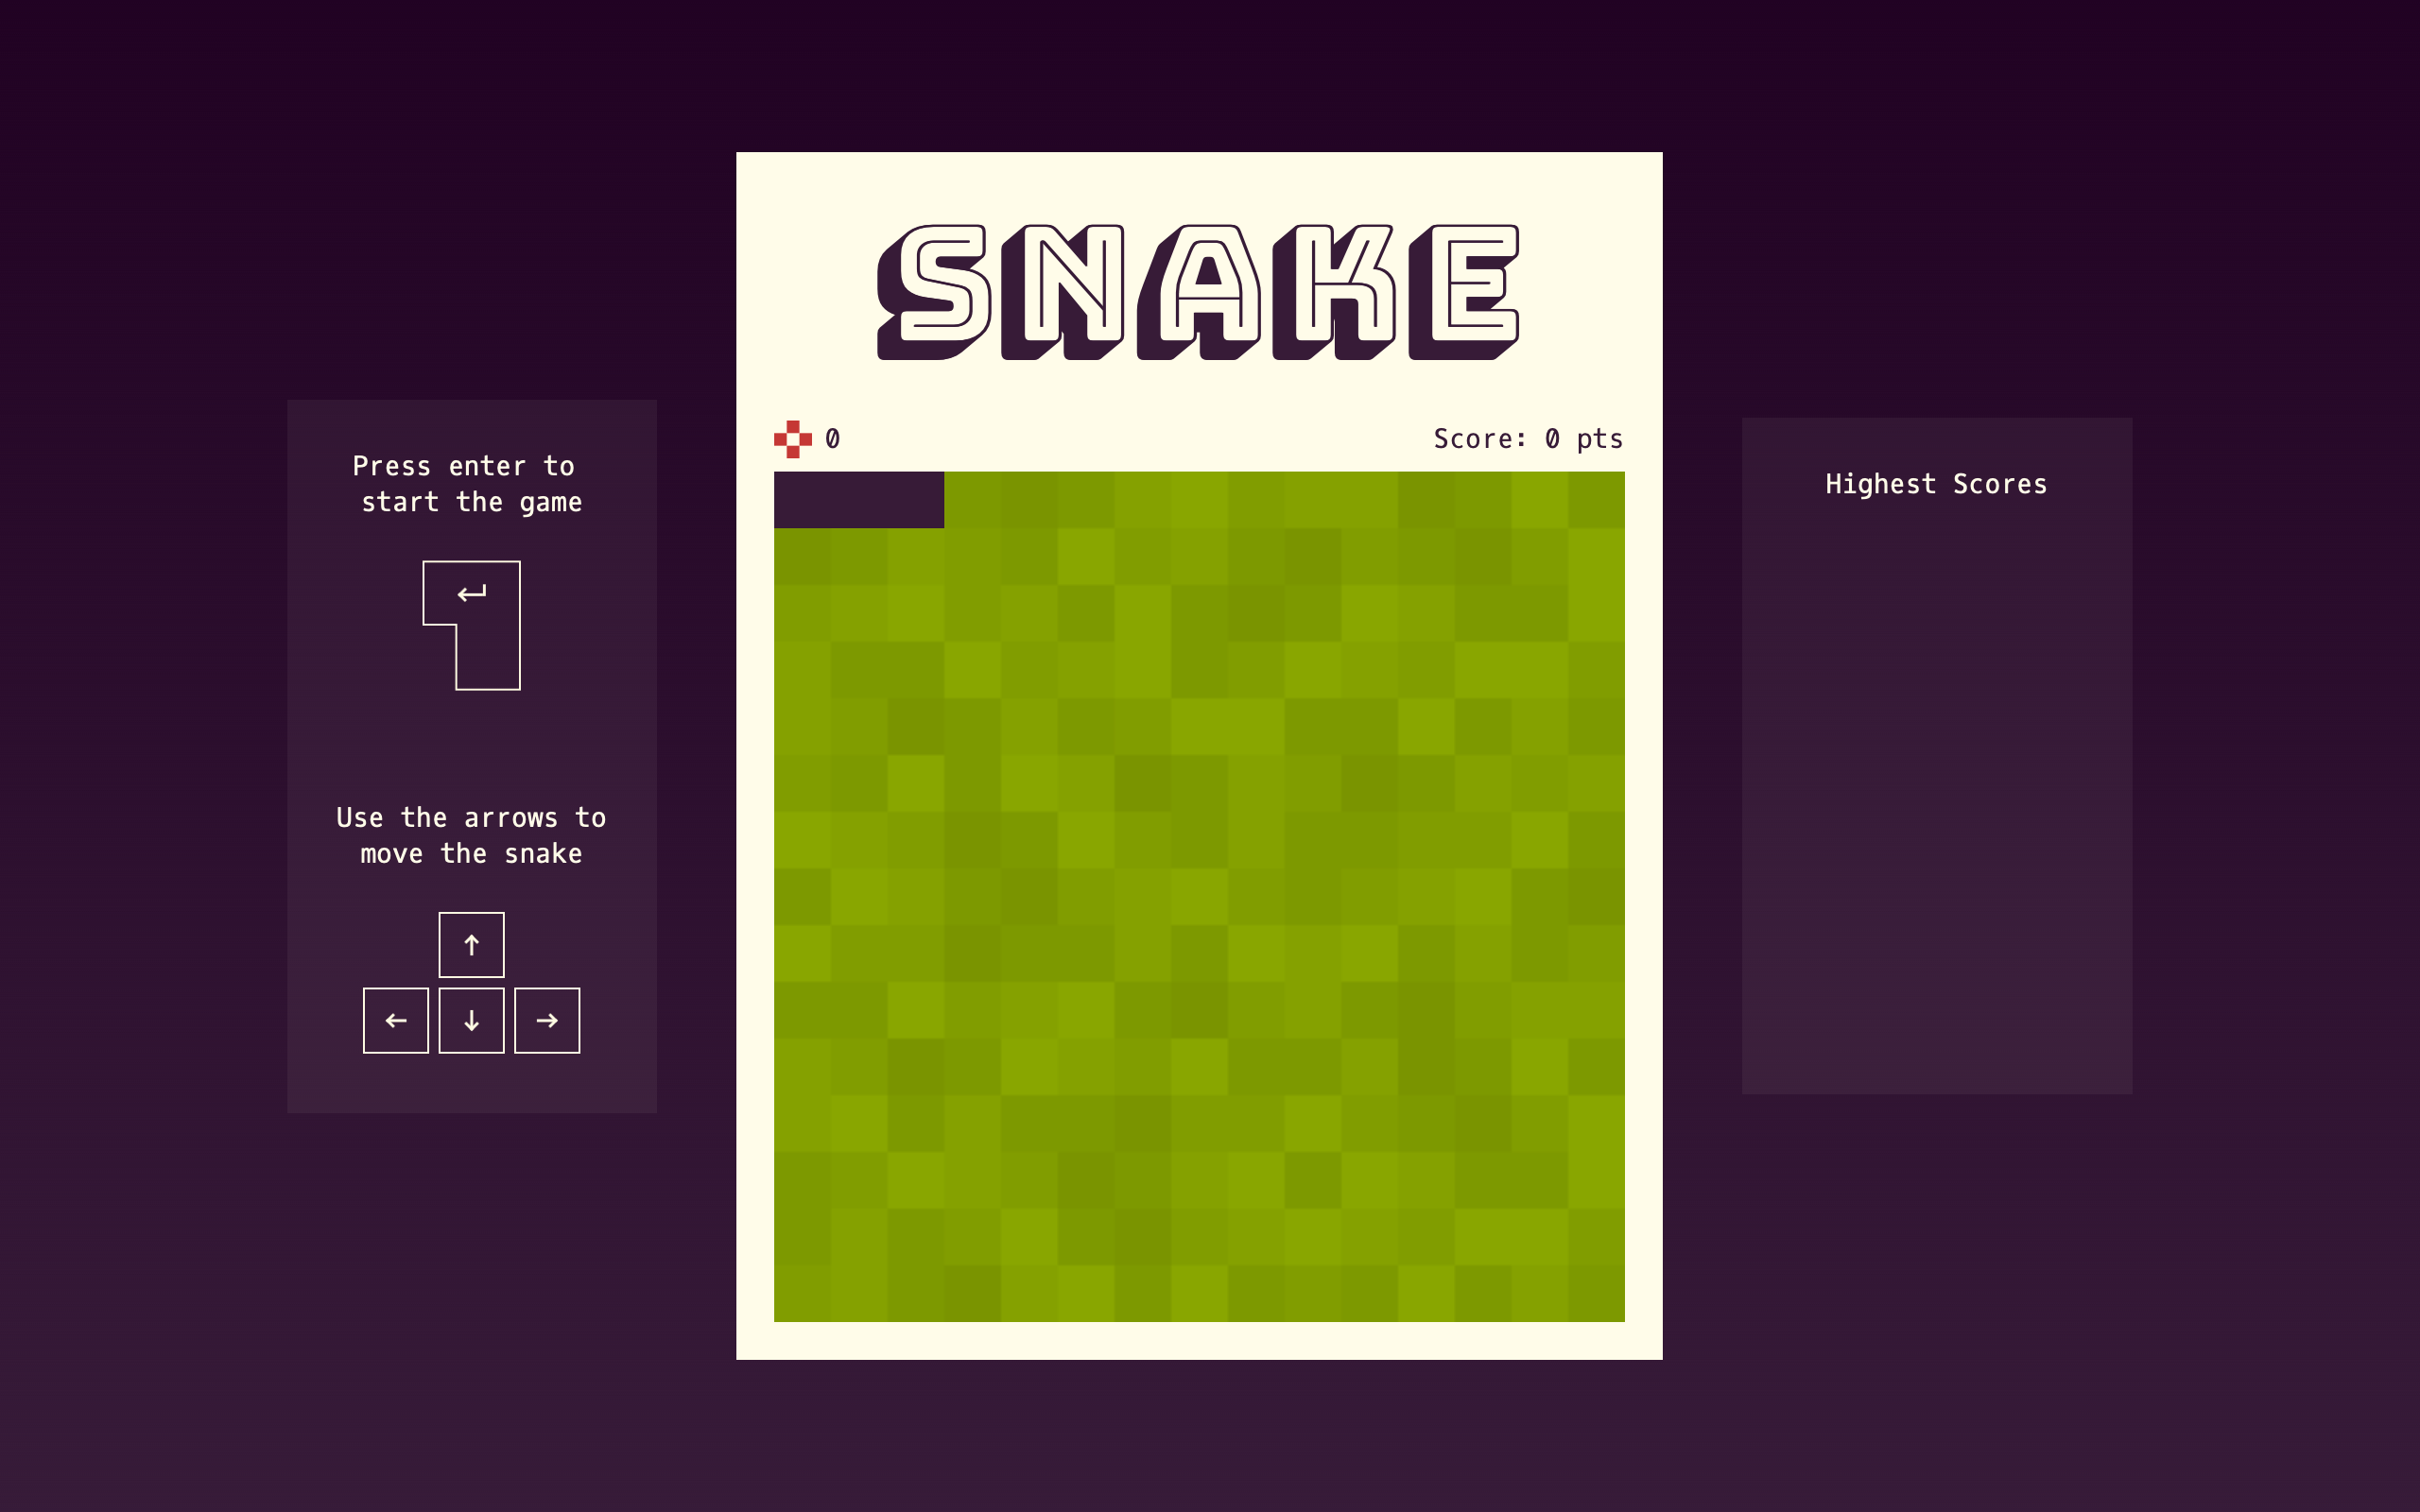 SNAKE
0
Score: 0 pts
Press enter to
start the game
Use the arrows to
move the snake
Highest Scores